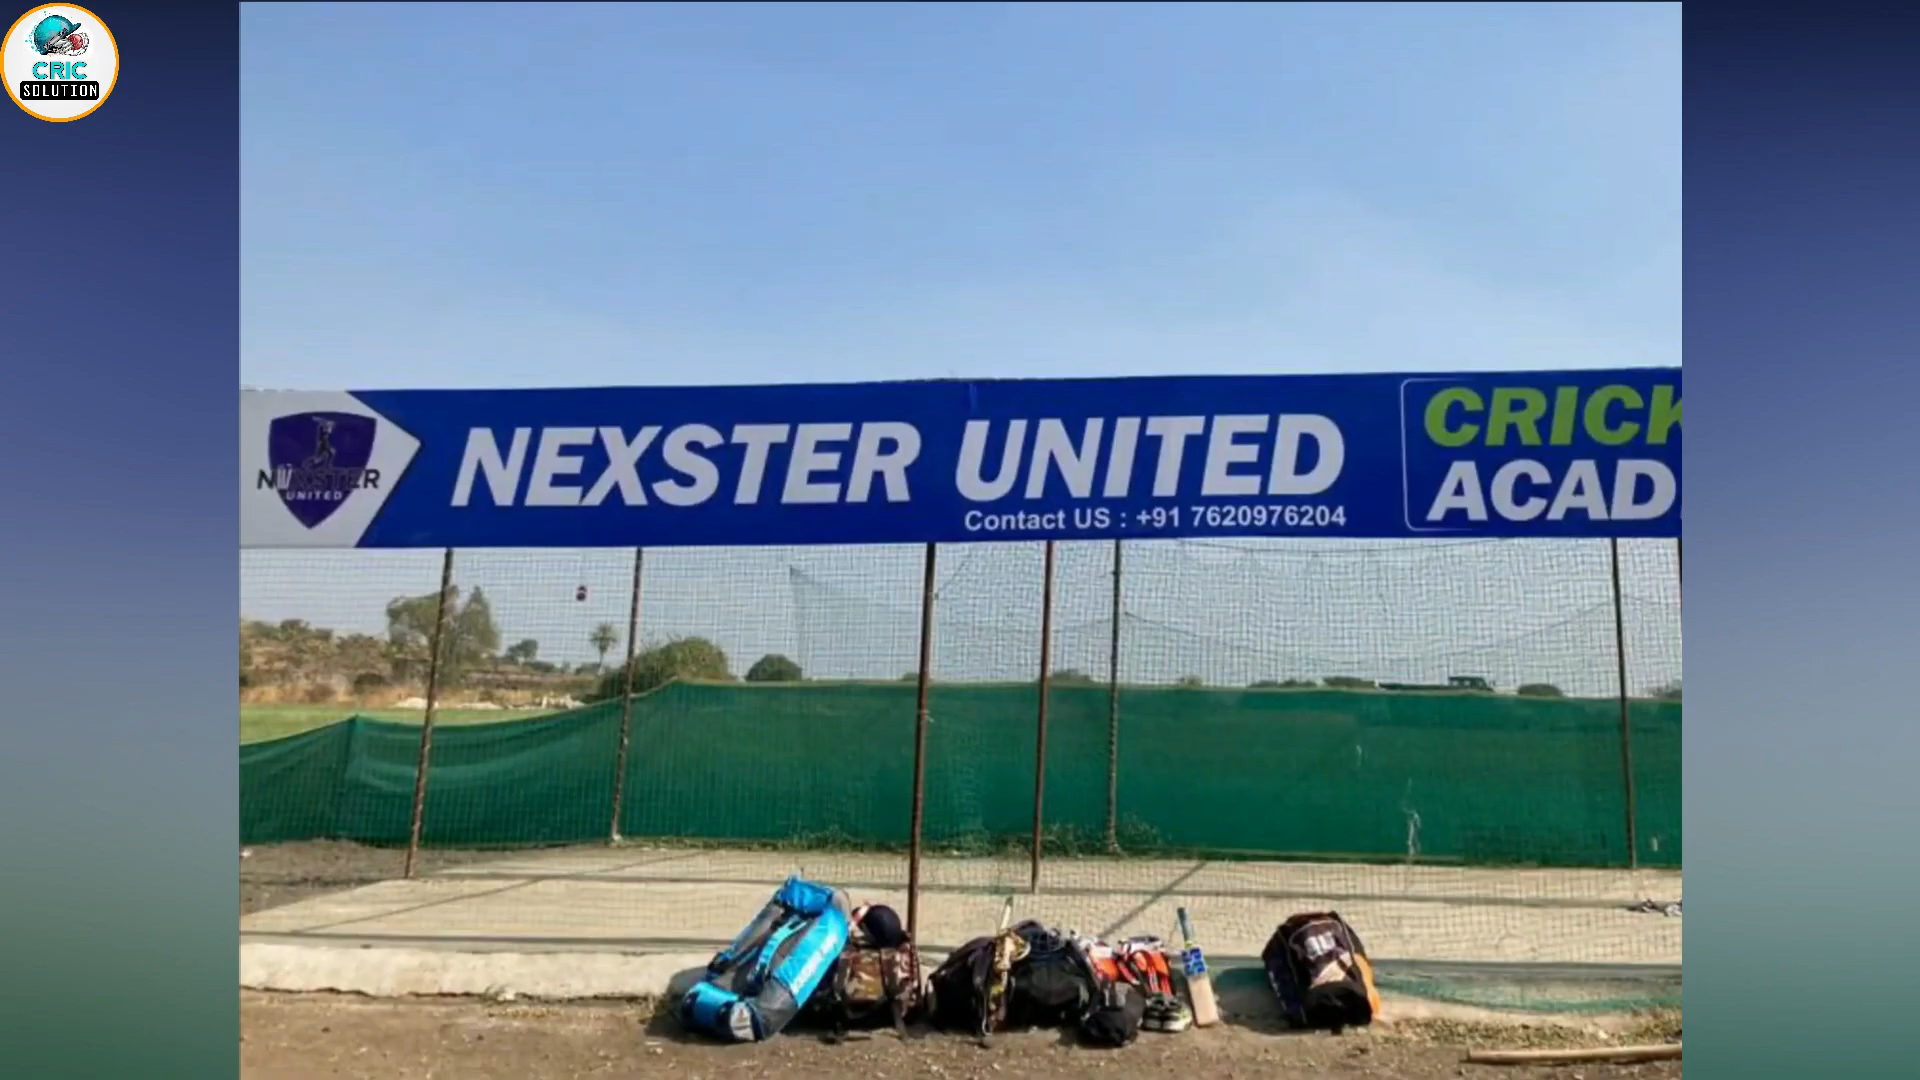 CRIC
SOLUTION
NEXSTER UNITED
Contact US : +91 7620976204
CRICK
ACAD
NEXSTER
UNITED